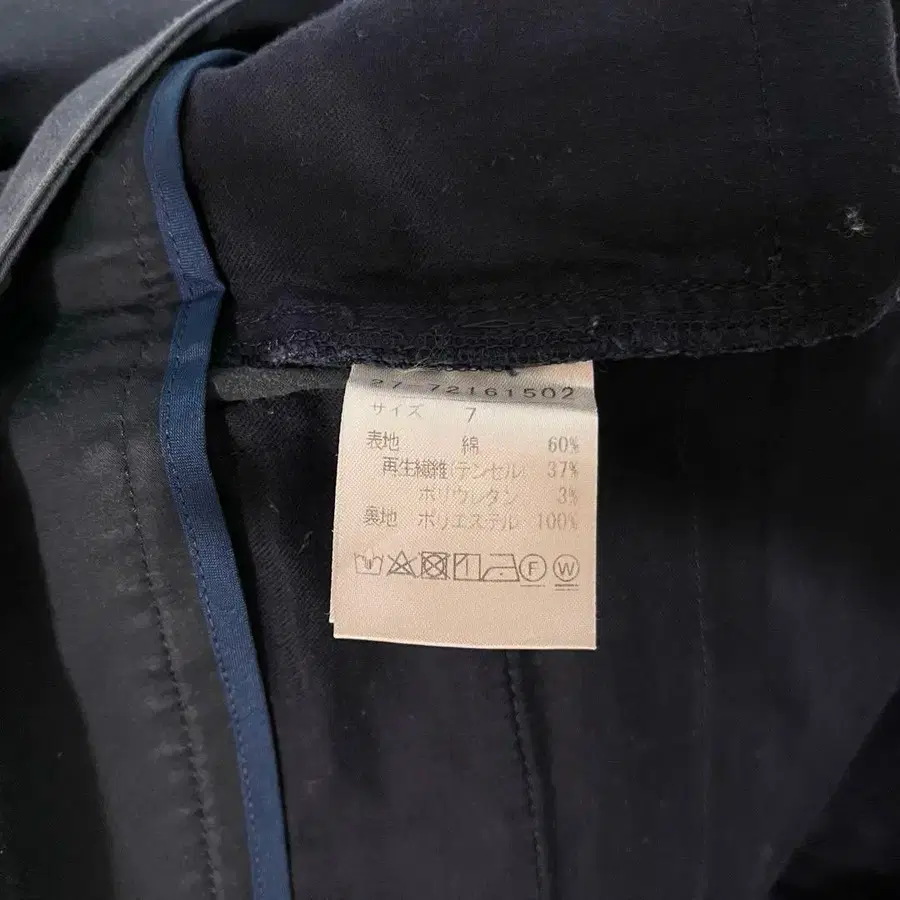 27 72161502
サイズ 7
表地 綿 60%
再生繊維(テンセル) 37%
ポリウレタン 3%
裏地 ポリエステル 100%
F W